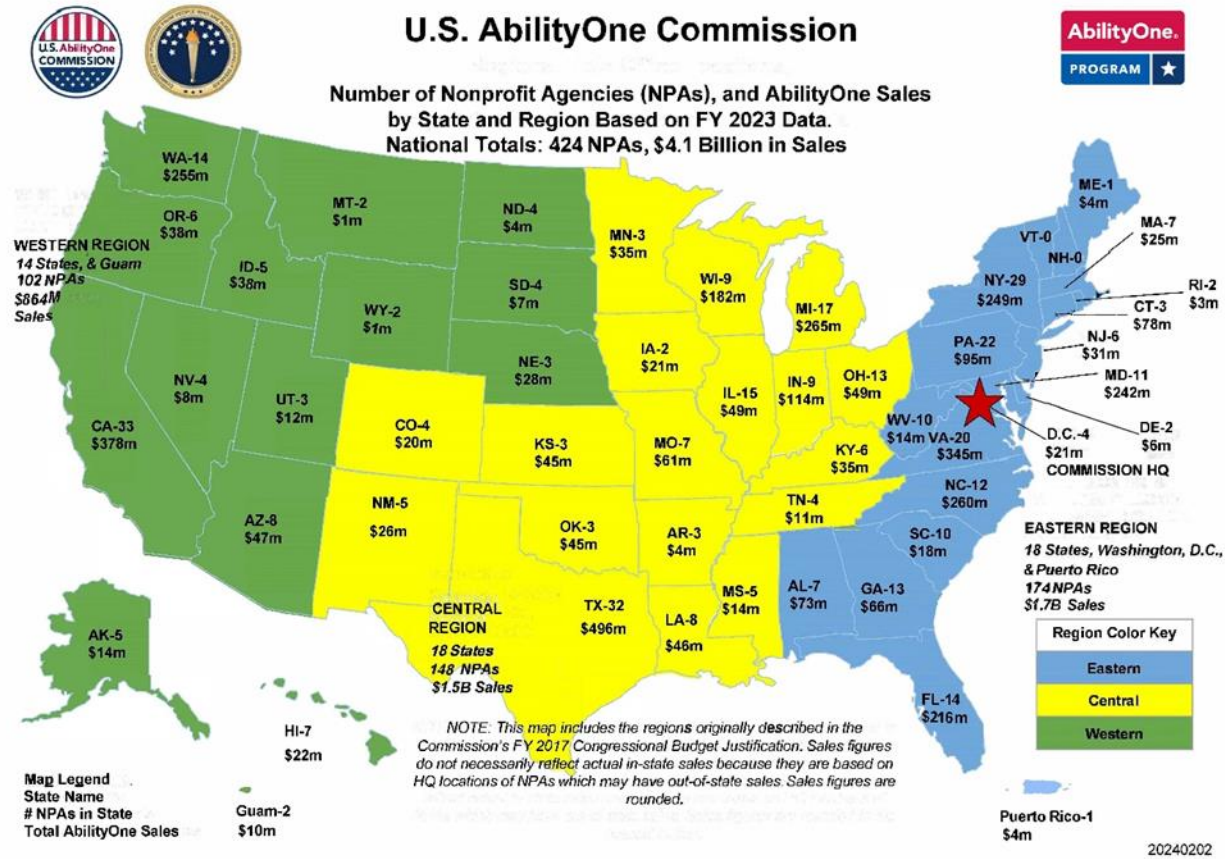 U.S. AbilityOne Commission
U.S. AbilityOne
COMMISSION
AbilityOne.
PROGRAM
Number of Nonprofit Agencies (NPAs), and AbilityOne Sales
by State and Region Based on FY 2023 Data.
National Totals: 424 NPAs, $4.1 Billion in Sales
WA-14
$255m
OR-6
$38m
WESTERN REGION
14 States, & Guam
102 NPAs
$864M
Sales
ID-5
$38m
MT-2
$1m
WY-2
$1m
NV-4
$8m
UT-3
$12m
CA-33
$378m
AZ-8
$47m
ND-4
$4m
SD-4
$7m
NE-3
$28m
AK-5
$14m
HI-7
$22m
Guam-2
$10m
MN-3
$35m
WI-9
$182m
MI-17
$265m
IA-2
$21m
IL-15
$49m
IN-9
$114m
OH-13
$49m
CO-4
$20m
KS-3
$45m
MO-7
$61m
KY-6
$35m
NM-5
$26m
OK-3
$45m
AR-3
$4m
TN-4
$11m
TX-32
$496m
LA-8
$46m
MS-5
$14m
CENTRAL
REGION
18 States
148 NPAs
$1.5B Sales
ME-1
$4m
VT-0
NH-0
MA-7
$25m
NY-29
$249m
RI-2
$3m
CT-3
$78m
NJ-6
$31m
PA-22
$95m
MD-11
$242m
DE-2
$6m
D.C.-4
$21m
COMMISSION HQ
WV-10
$14m
VA-20
$345m
NC-12
$260m
SC-10
$18m
AL-7
$73m
GA-13
$66m
FL-14
$216m
EASTERN REGION
18 States, Washington, D.C.,
& Puerto Rico
174 NPAs
$1.7B Sales
Region Color Key
Eastern
Central
Western
Puerto Rico-1
$4m
NOTE: This map includes the regions originally described in the
Commission's FY 2017 Congressional Budget Justification. Sales figures
do not necessarily reflect actual in-state sales because they are based on
HQ locations of NPAs which may have out-of-state sales. Sales figures are
rounded.
Map Legend
State Name
# NPAs in State
Total AbilityOne Sales
20240202